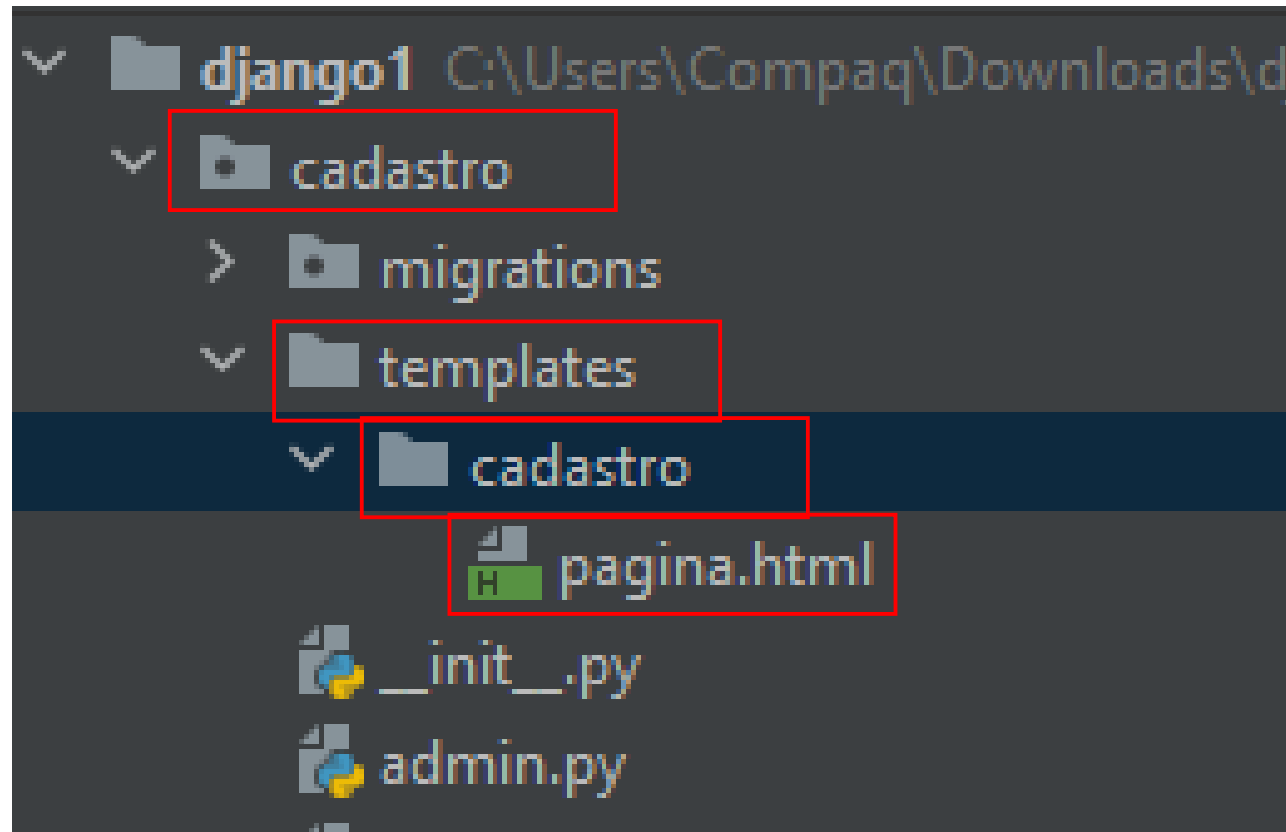 django1 C:\Users\Compaq\Downloads\d
cadastro
migrations
templates
cadastro
H pagina.html
__init__.py
admin.py